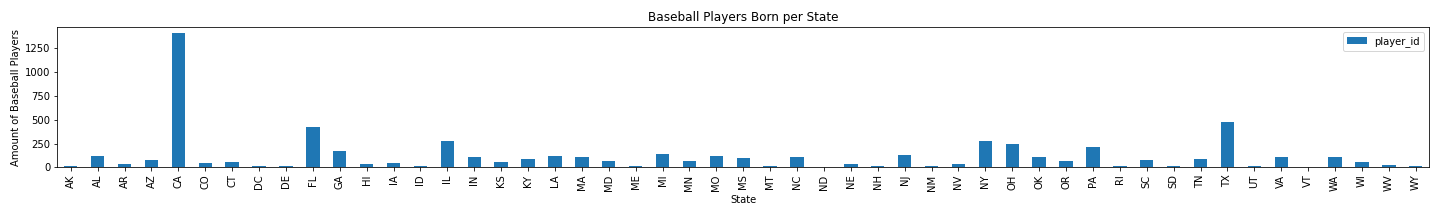 Baseball Players Born per State
Amount of Baseball Players
1250
1000
750
500
250
0
player_id
AK AL AR AZ CA CO CT DC DE FL GA HI IA ID IL IN KS KY LA MA MD ME MI MN MO MS MT NC ND NE NH NJ NM NV NY OH OK OR PA RI SC SD TN TX UT VA VT WA WI WV WY
State